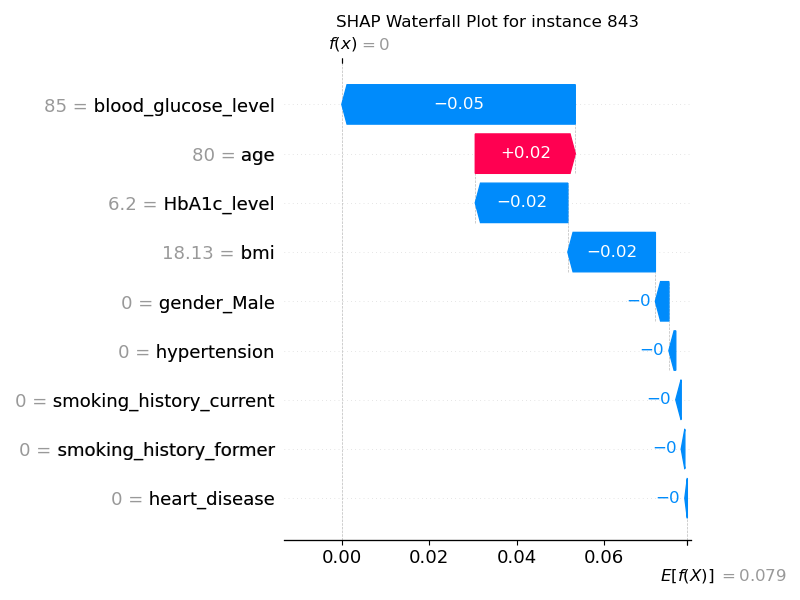 SHAP Waterfall Plot for instance 843
f(x) = 0
85 = blood_glucose_level
−0.05
80 = age
+0.02
6.2 = HbA1c_level
−0.02
18.13 = bmi
−0.02
0 = gender_Male
−0
0 = hypertension
−0
0 = smoking_history_current
−0
0 = smoking_history_former
−0
0 = heart_disease
−0
0.00 0.02 0.04 0.06
E[f(X)] = 0.079